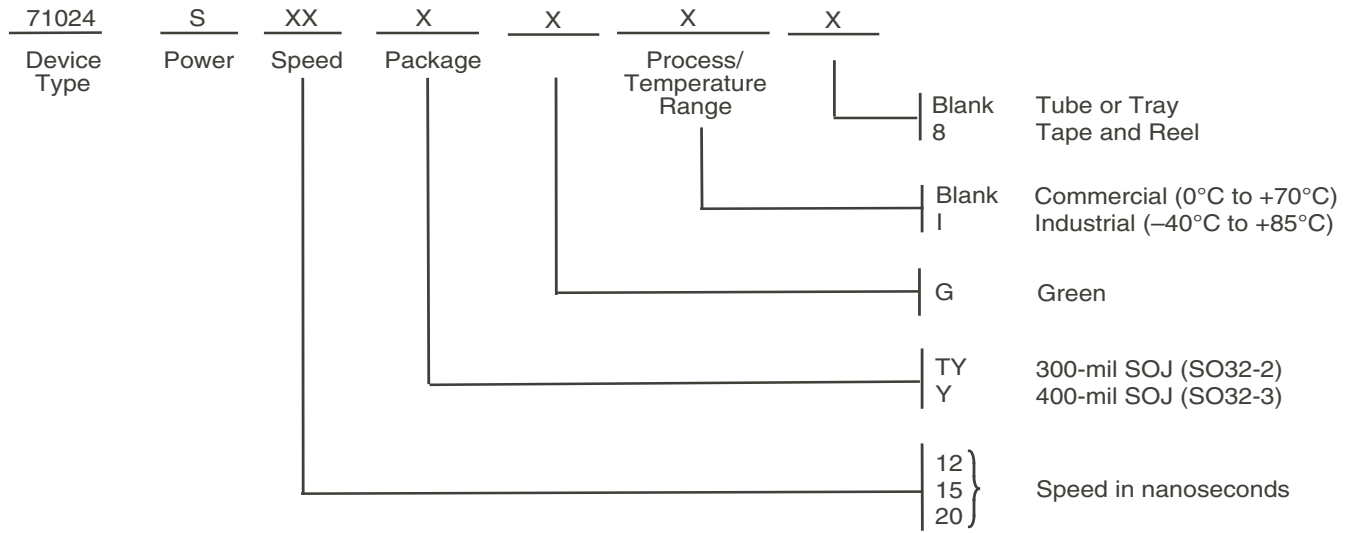 71024 S XX X X X X
Device Type
Power
Speed
Package
Process/
Temperature
Range
Blank Tube or Tray
8 Tape and Reel
Blank Commercial (0°C to +70°C)
I Industrial (–40°C to +85°C)
G Green
TY 300-mil SOJ (SO32-2)
Y 400-mil SOJ (SO32-3)
12
15 Speed in nanoseconds
20